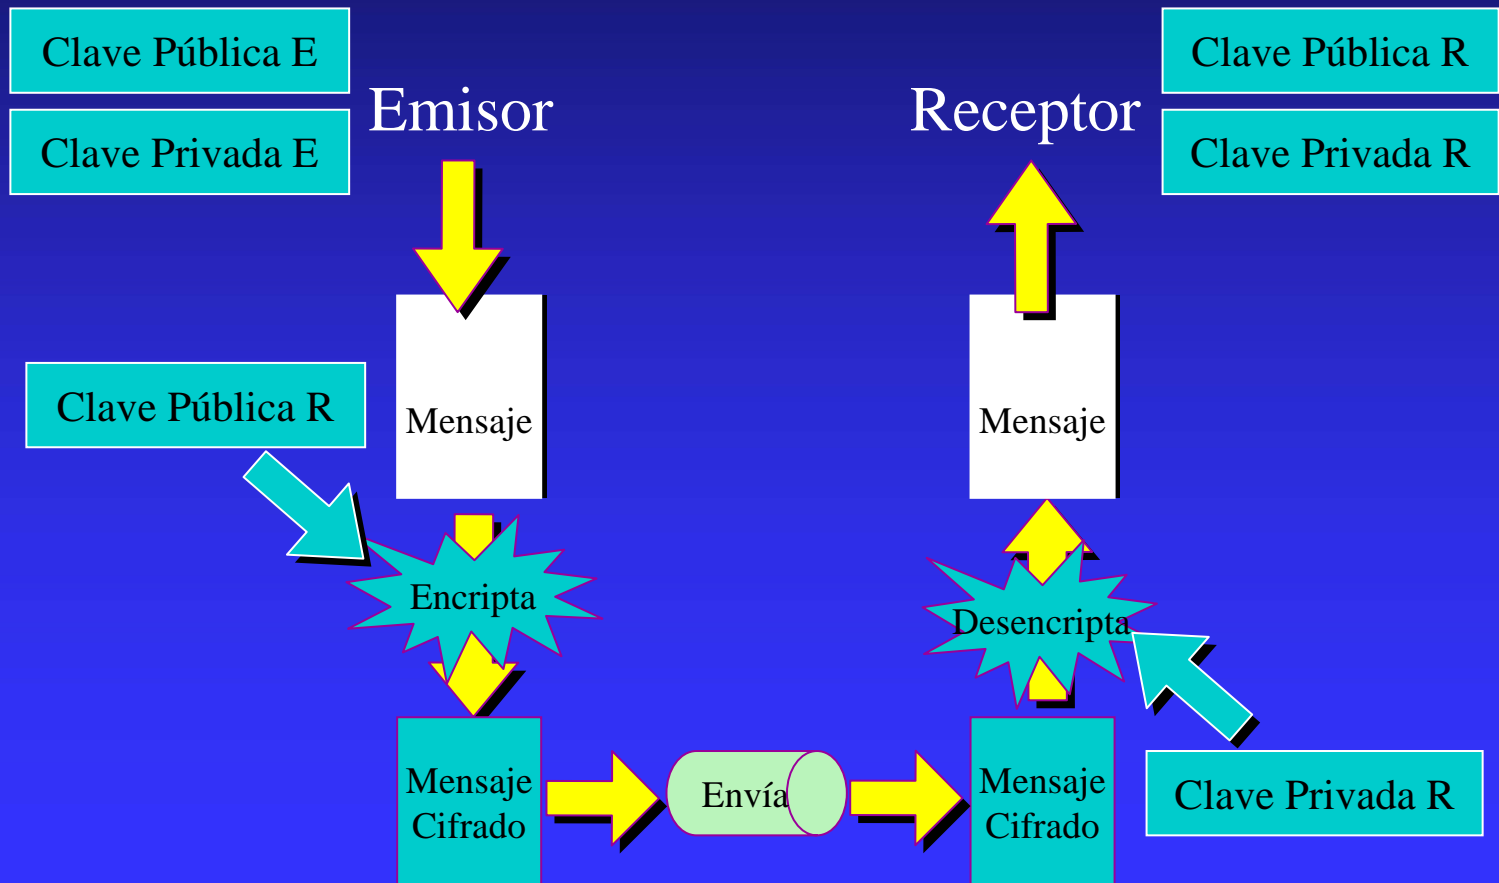 Clave Pública E
Clave Privada E
Emisor
Receptor
Clave Pública R
Clave Privada R
Clave Pública R
Mensaje
Mensaje
Encripta
Desencripta
Mensaje
Cifrado
Envía
Mensaje
Cifrado
Clave Privada R